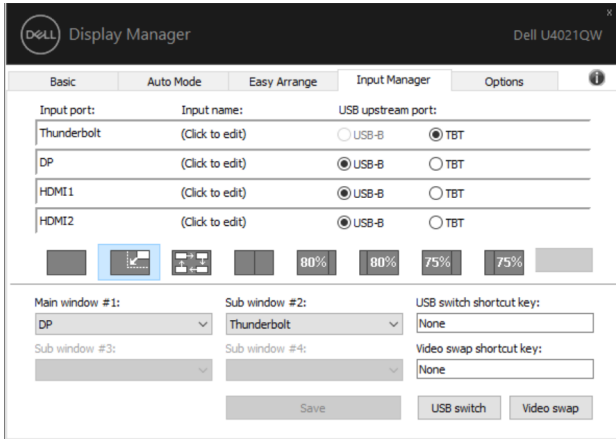 x
DELL Display Manager Dell U4021QW
Basic Auto Mode Easy Arrange Input Manager Options i
Input port: Input name: USB upstream port:
Thunderbolt (Click to edit) USB-B TBT
DP (Click to edit) USB-B TBT
HDMI1 (Click to edit) USB-B TBT
HDMI2 (Click to edit) USB-B TBT
80% 80% 75% 75%
Main window #1: Sub window #2: USB switch shortcut key:
DP Thunderbolt None
Sub window #3: Sub window #4: Video swap shortcut key:
None
Save USB switch Video swap